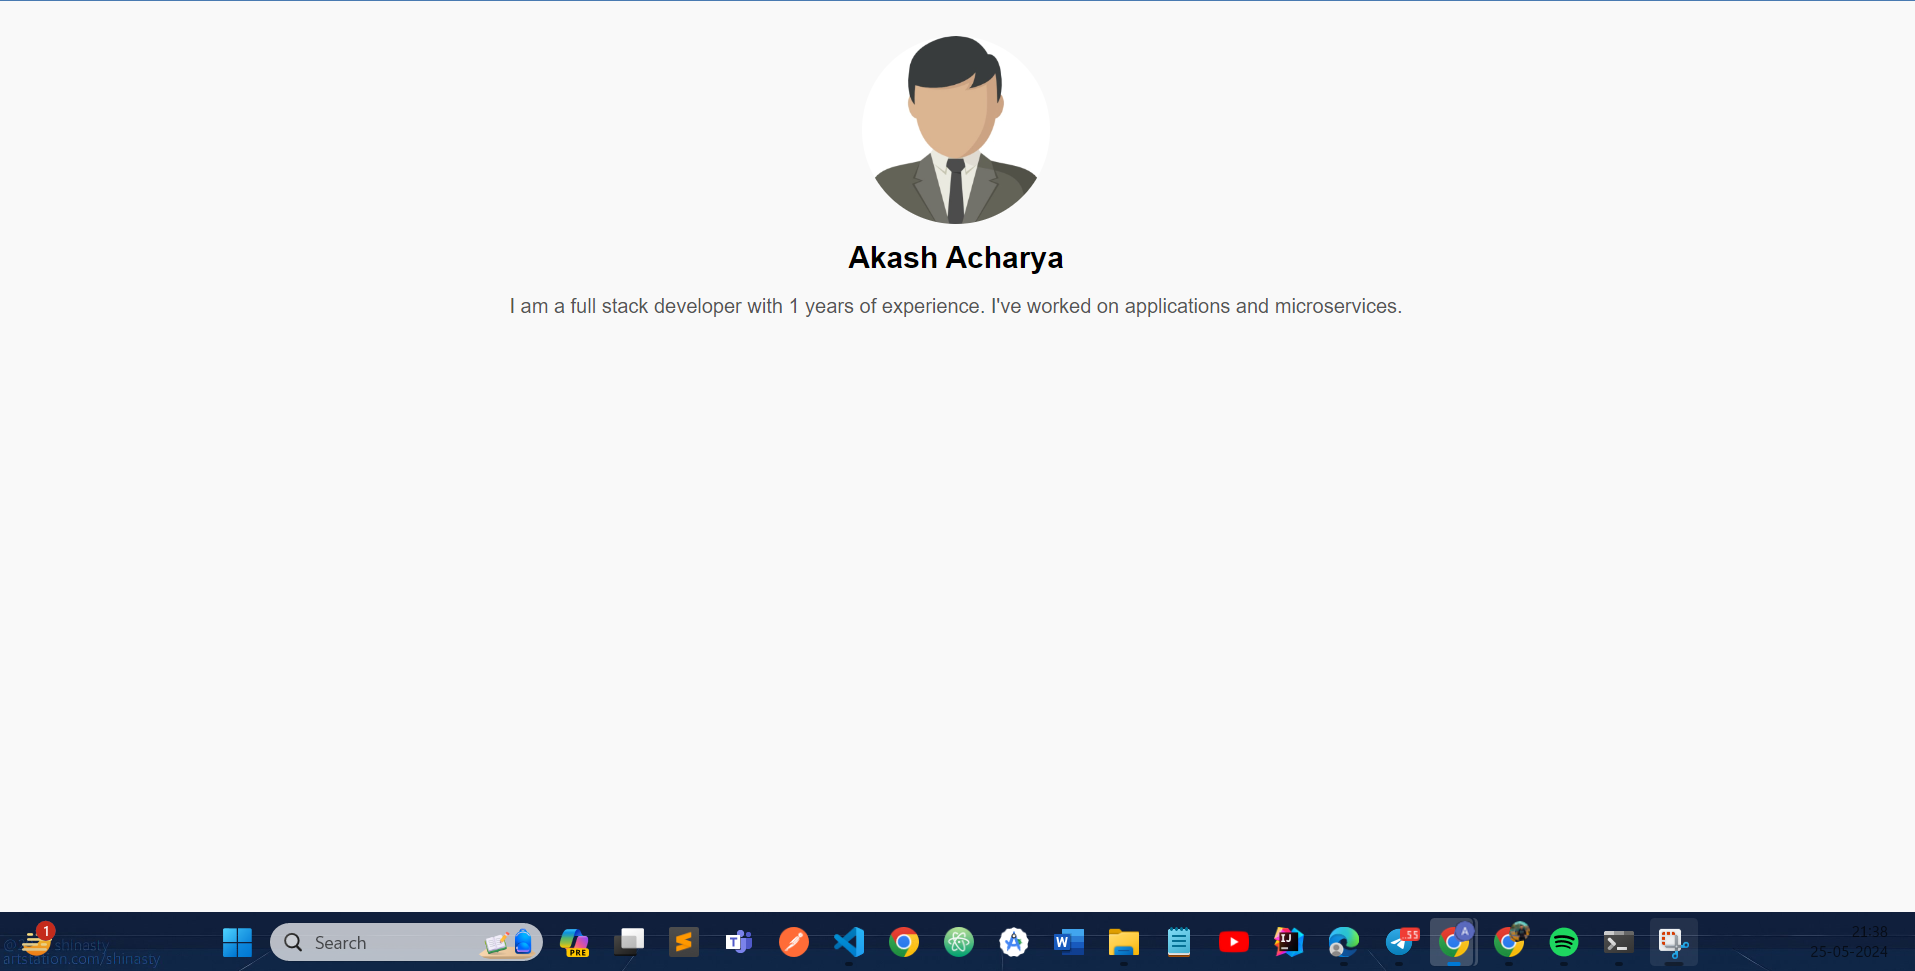 Akash Acharya
I am a full stack developer with 1 years of experience. I've worked on applications and microservices.
1
shinasty
artstation.com/shinasty
Search
PRE
T
W
IJ
55
A
21:38
25-05-2024